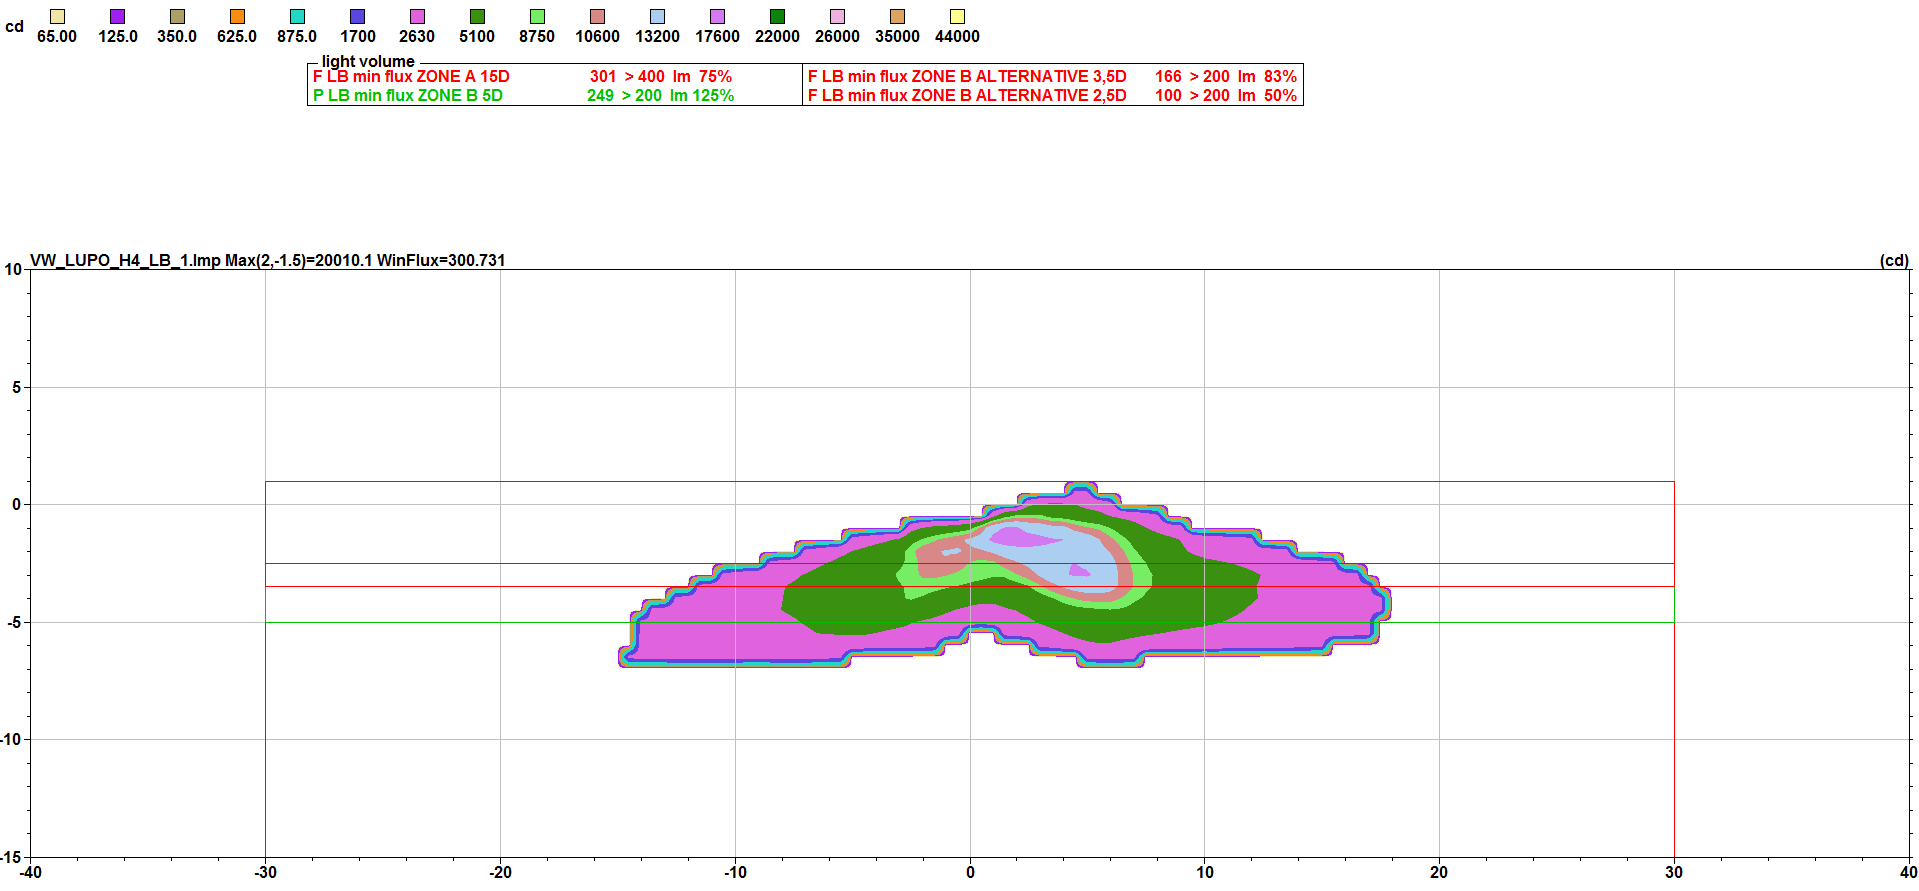 cd 65.00 125.0 350.0 625.0 875.0 1700 2630 5100 8750 10600 13200 17600 22000 26000 35000 44000
light volume
F LB min flux ZONE A 15D 301 > 400 lm 75% F LB min flux ZONE B ALTERNATIVE 3,5D 166 > 200 lm 83%
P LB min flux ZONE B 5D 249 > 200 lm 125% F LB min flux ZONE B ALTERNATIVE 2,5D 100 > 200 lm 50%
VW_LUPO_H4_LB_1.lmp Max(2,-1.5)=20010.1 WinFlux=300.731 (cd)
10
5
0
-5
-10
-15
-40 -30 -20 -10 0 10 20 30 40